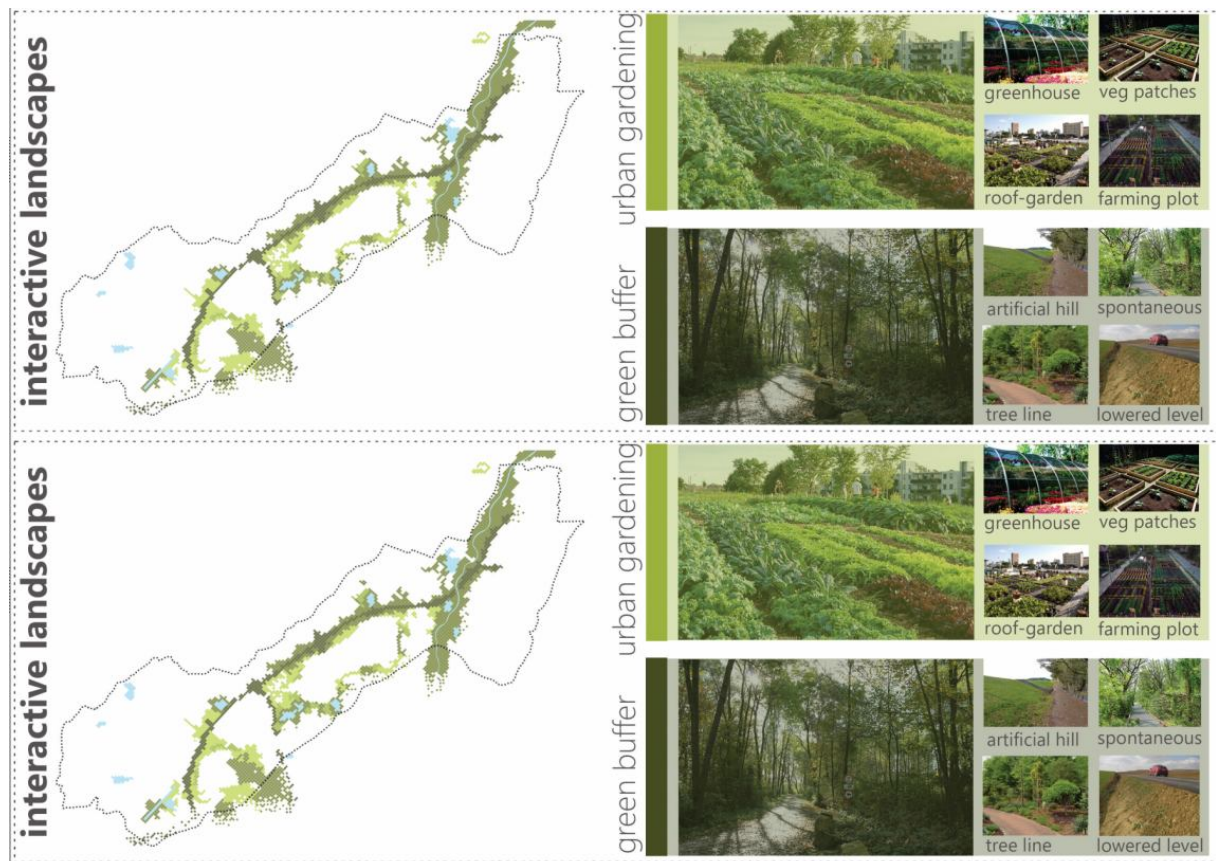 interactive landscapes
urban gardening
greenhouse
veg patches
roof-garden
farming plot
green buffer
artificial hill
spontaneous
tree line
lowered level
interactive landscapes
urban gardening
greenhouse
veg patches
roof-garden
farming plot
green buffer
artificial hill
spontaneous
tree line
lowered level